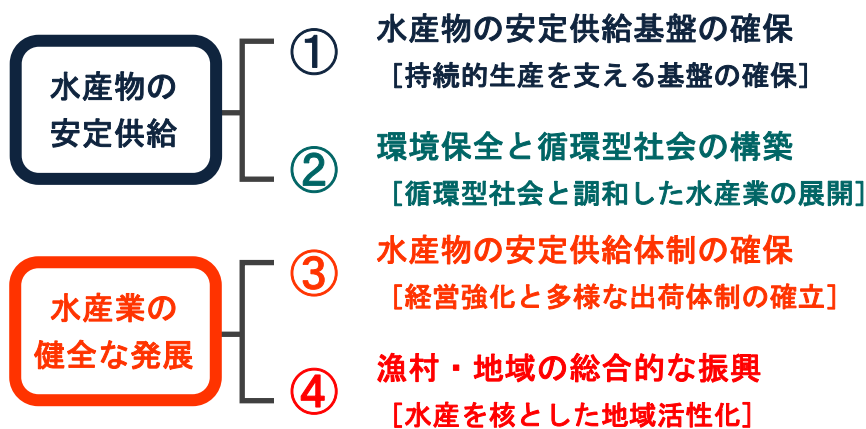 水産物の
安定供給
① 水産物の安定供給基盤の確保
［持続的生産を支える基盤の確保］
② 環境保全と循環型社会の構築
［循環型社会と調和した水産業の展開］
水産業の
健全な発展
③ 水産物の安定供給体制の確保
［経営強化と多様な出荷体制の確立］
④ 漁村・地域の総合的な振興
［水産を核とした地域活性化］